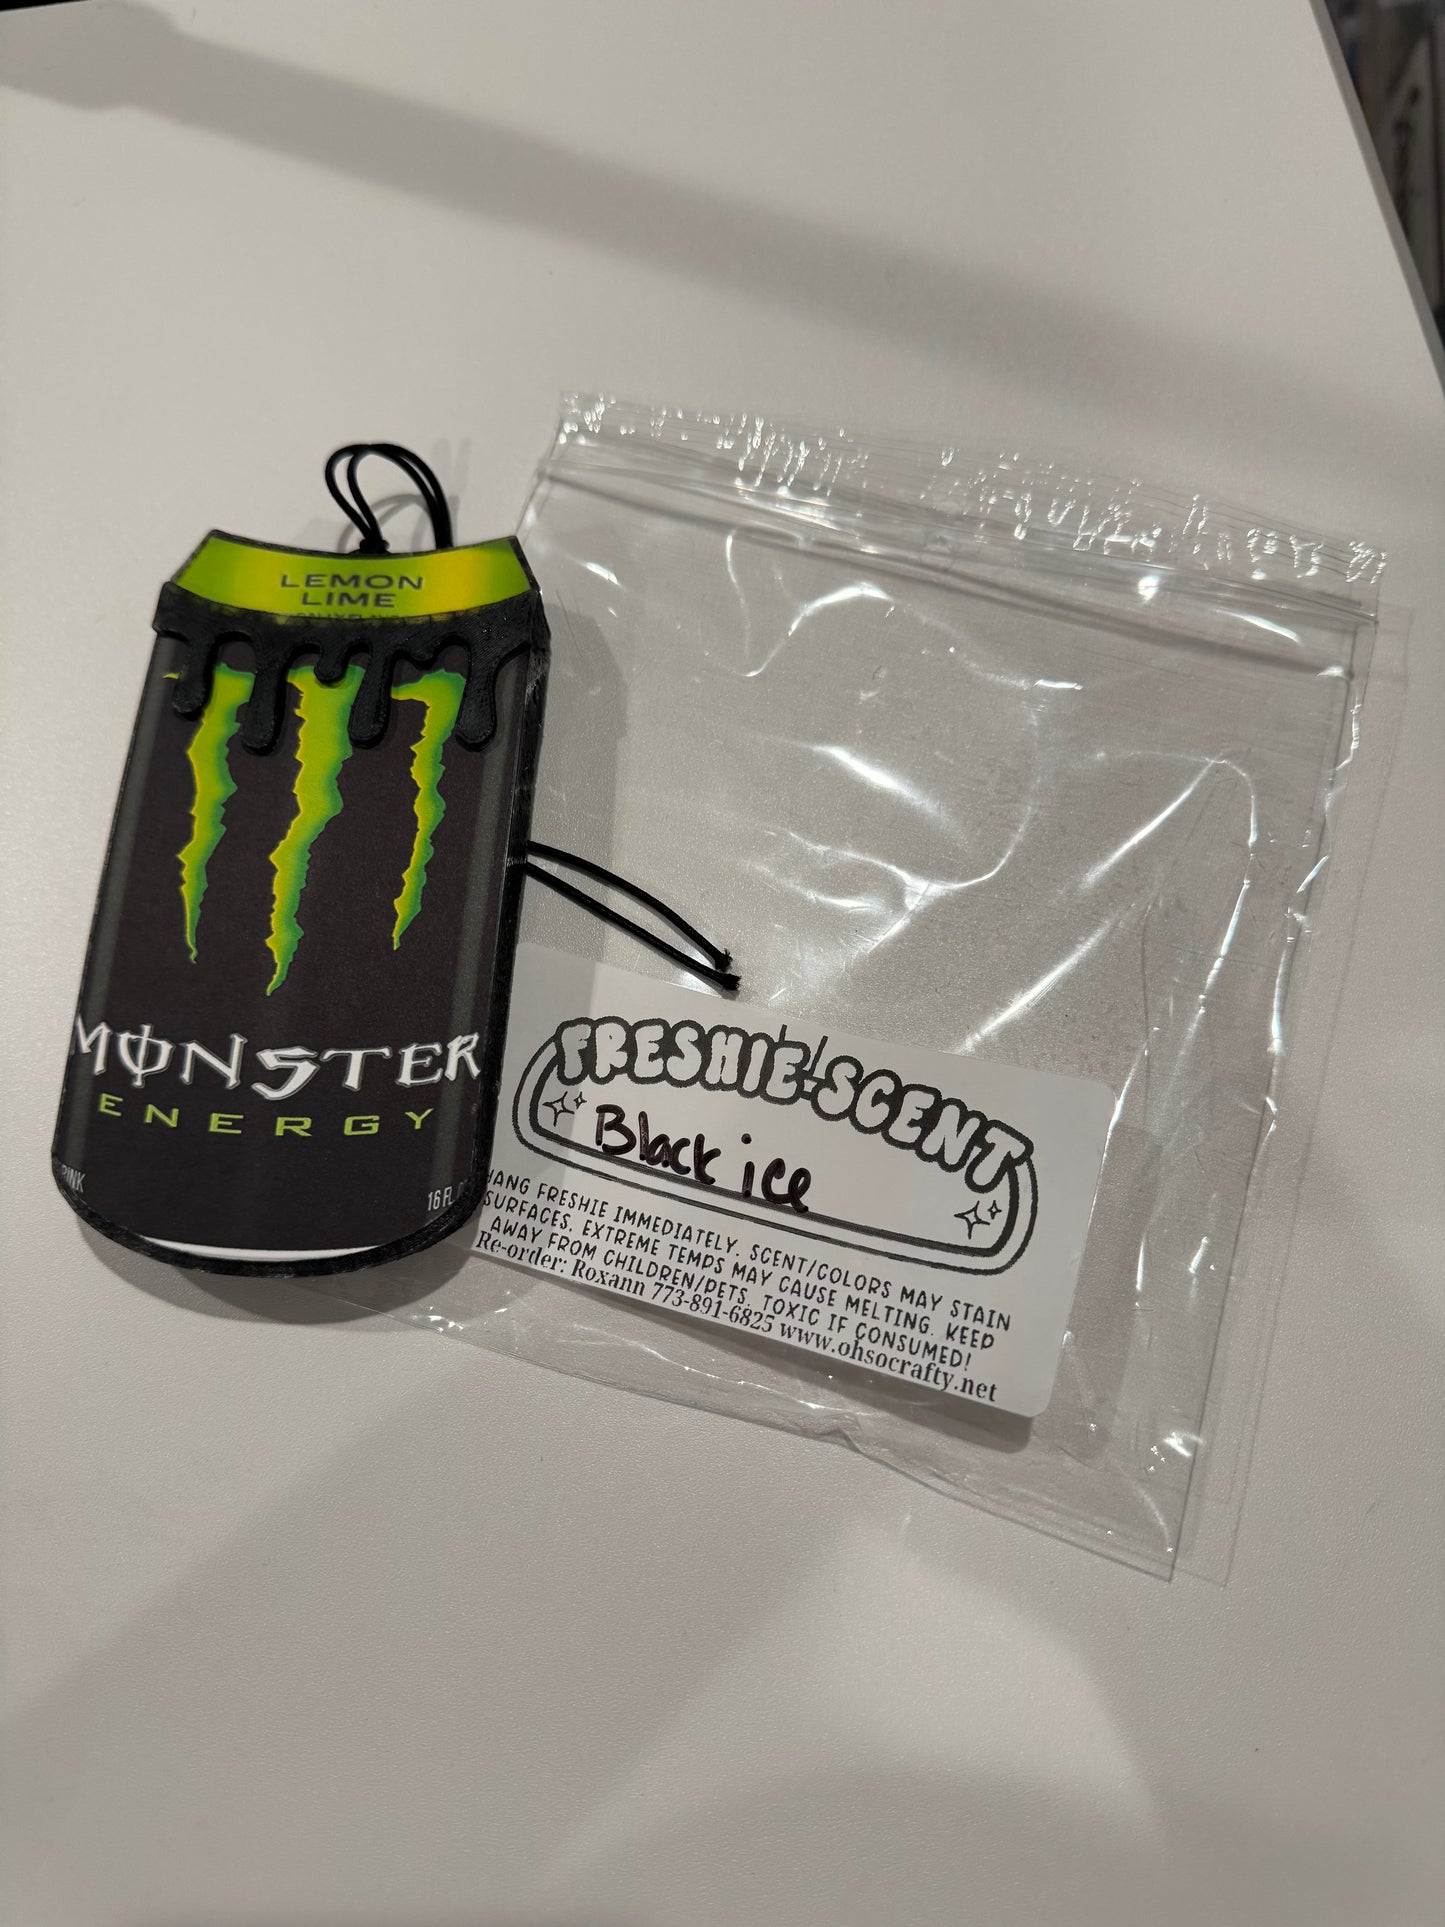 LEMON
LIME
MONSTER
ENERGY
16 FL
FRESHIE SCENT
Black ice
HANG FRESHIE IMMEDIATELY. SCENT/COLORS MAY STAIN
SURFACES. EXTREME TEMPS MAY CAUSE MELTING. KEEP
AWAY FROM CHILDREN/PETS. TOXIC IF CONSUMED!
Re-order: Roxann 773-891-6825 www.ohsocrafty.net